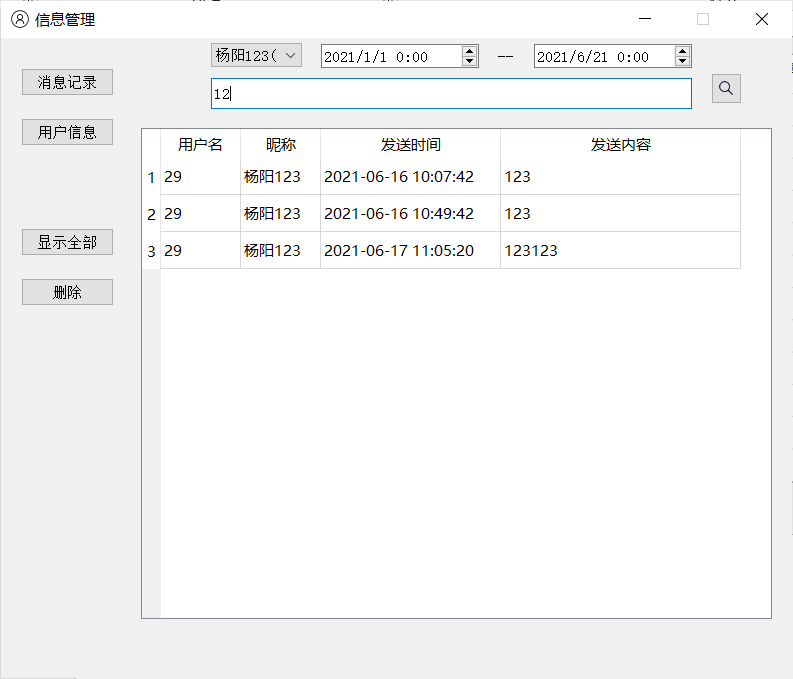 信息管理
杨阳123(
2021/1/1 0:00
--
2021/6/21 0:00
消息记录
12
用户信息
用户名 昵称 发送时间 发送内容
1 29 杨阳123 2021-06-16 10:07:42 123
2 29 杨阳123 2021-06-16 10:49:42 123
3 29 杨阳123 2021-06-17 11:05:20 123123
显示全部
删除